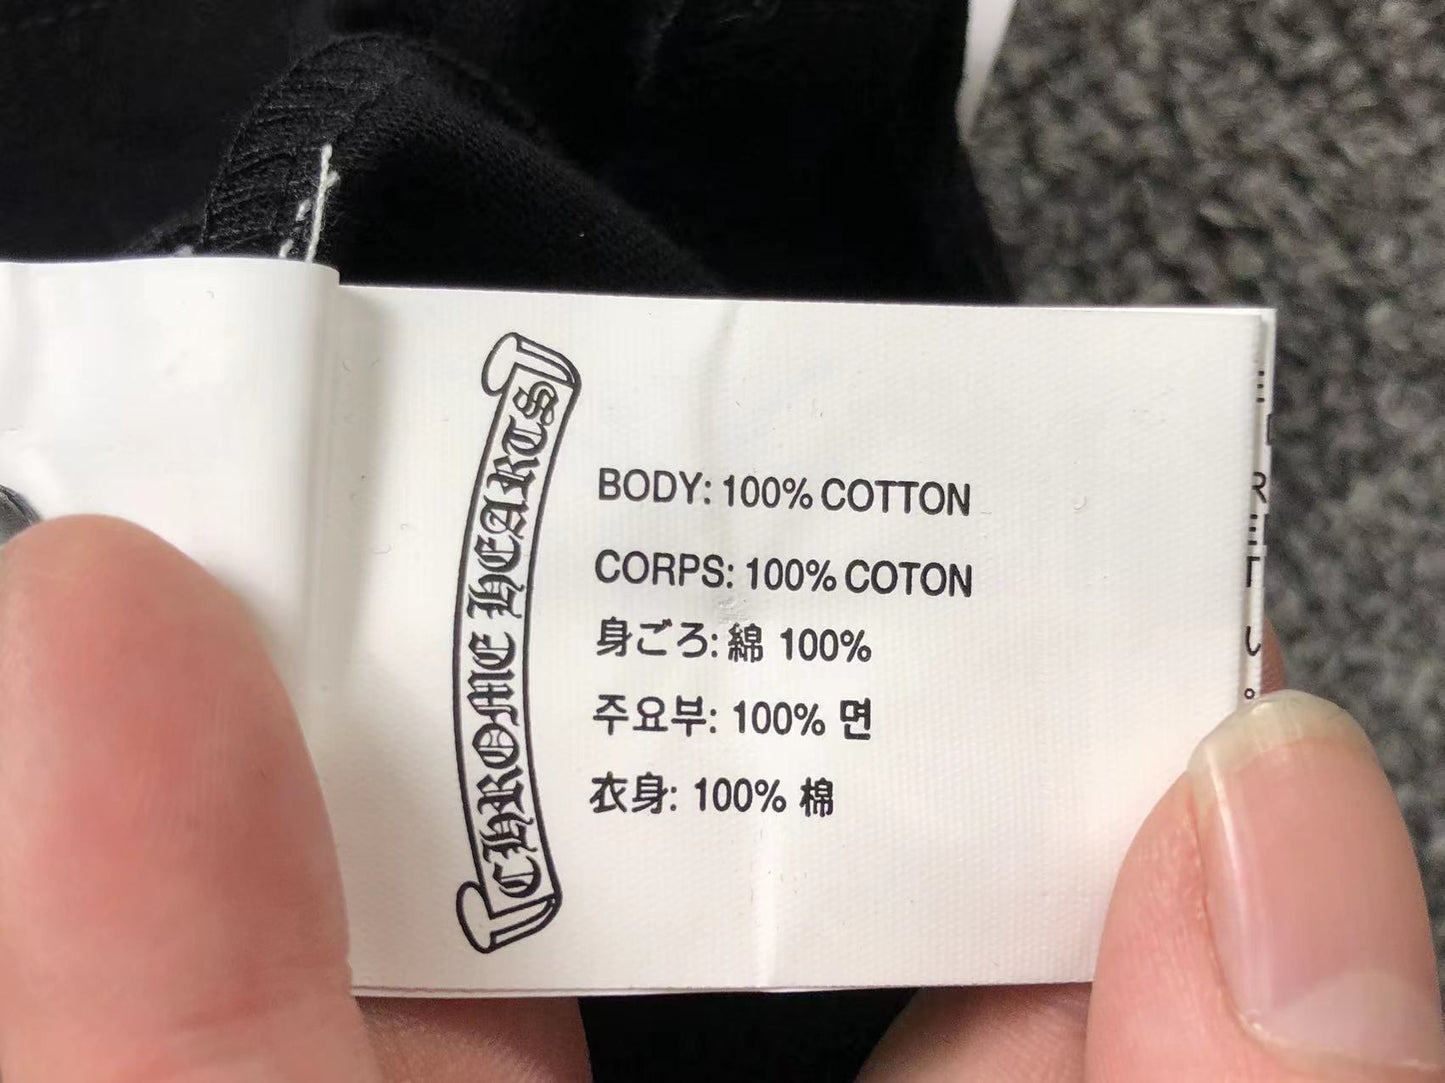 CHROME HEARTS
BODY: 100% COTTON
CORPS: 100% COTON
身ごろ: 綿 100%
주요부: 100% 면
衣身: 100% 棉